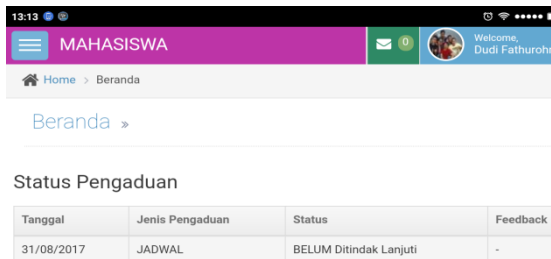 13:13
MAHASISWA
0
Welcome,
Dudi Fathurohr
Home > Beranda
Beranda »
Status Pengaduan
Tanggal Jenis Pengaduan Status Feedback
31/08/2017 JADWAL BELUM Ditindak Lanjuti -